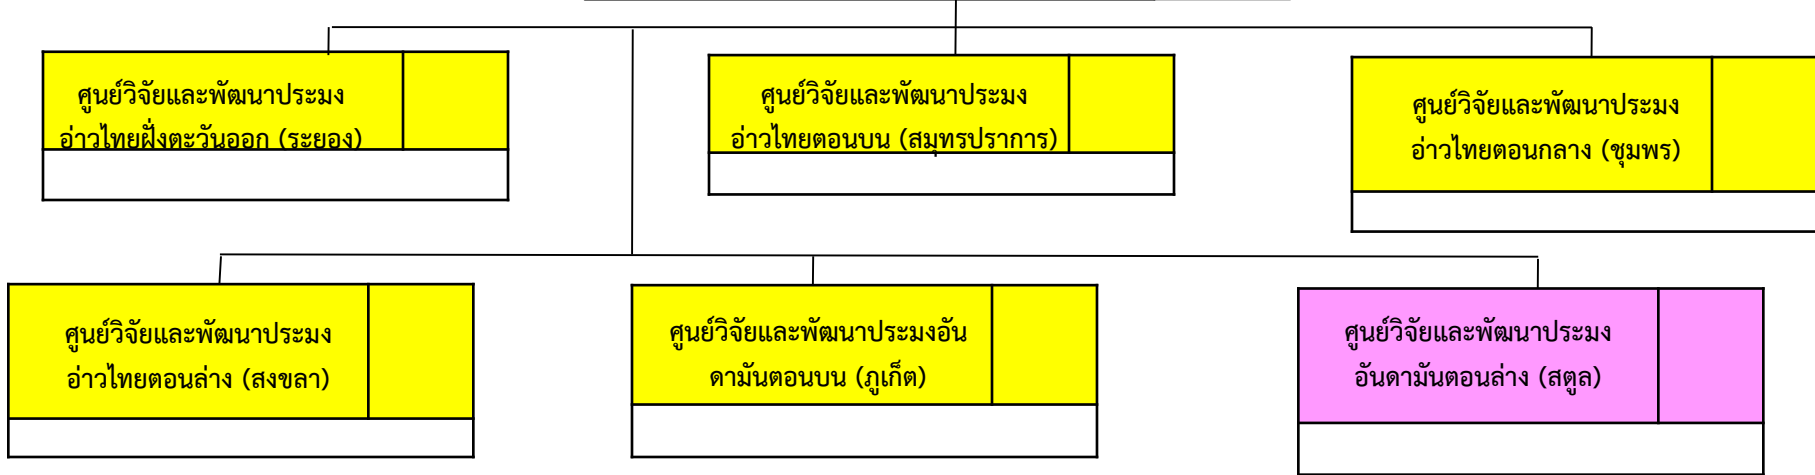 ศูนย์วิจัยและพัฒนาประมง
อ่าวไทยฝั่งตะวันออก (ระยอง)
ศูนย์วิจัยและพัฒนาประมง
อ่าวไทยตอนบน (สมุทรปราการ)
ศูนย์วิจัยและพัฒนาประมง
อ่าวไทยตอนกลาง (ชุมพร)
ศูนย์วิจัยและพัฒนาประมง
อ่าวไทยตอนล่าง (สงขลา)
ศูนย์วิจัยและพัฒนาประมงอัน
ดามันตอนบน (ภูเก็ต)
ศูนย์วิจัยและพัฒนาประมง
อันดามันตอนล่าง (สตูล)